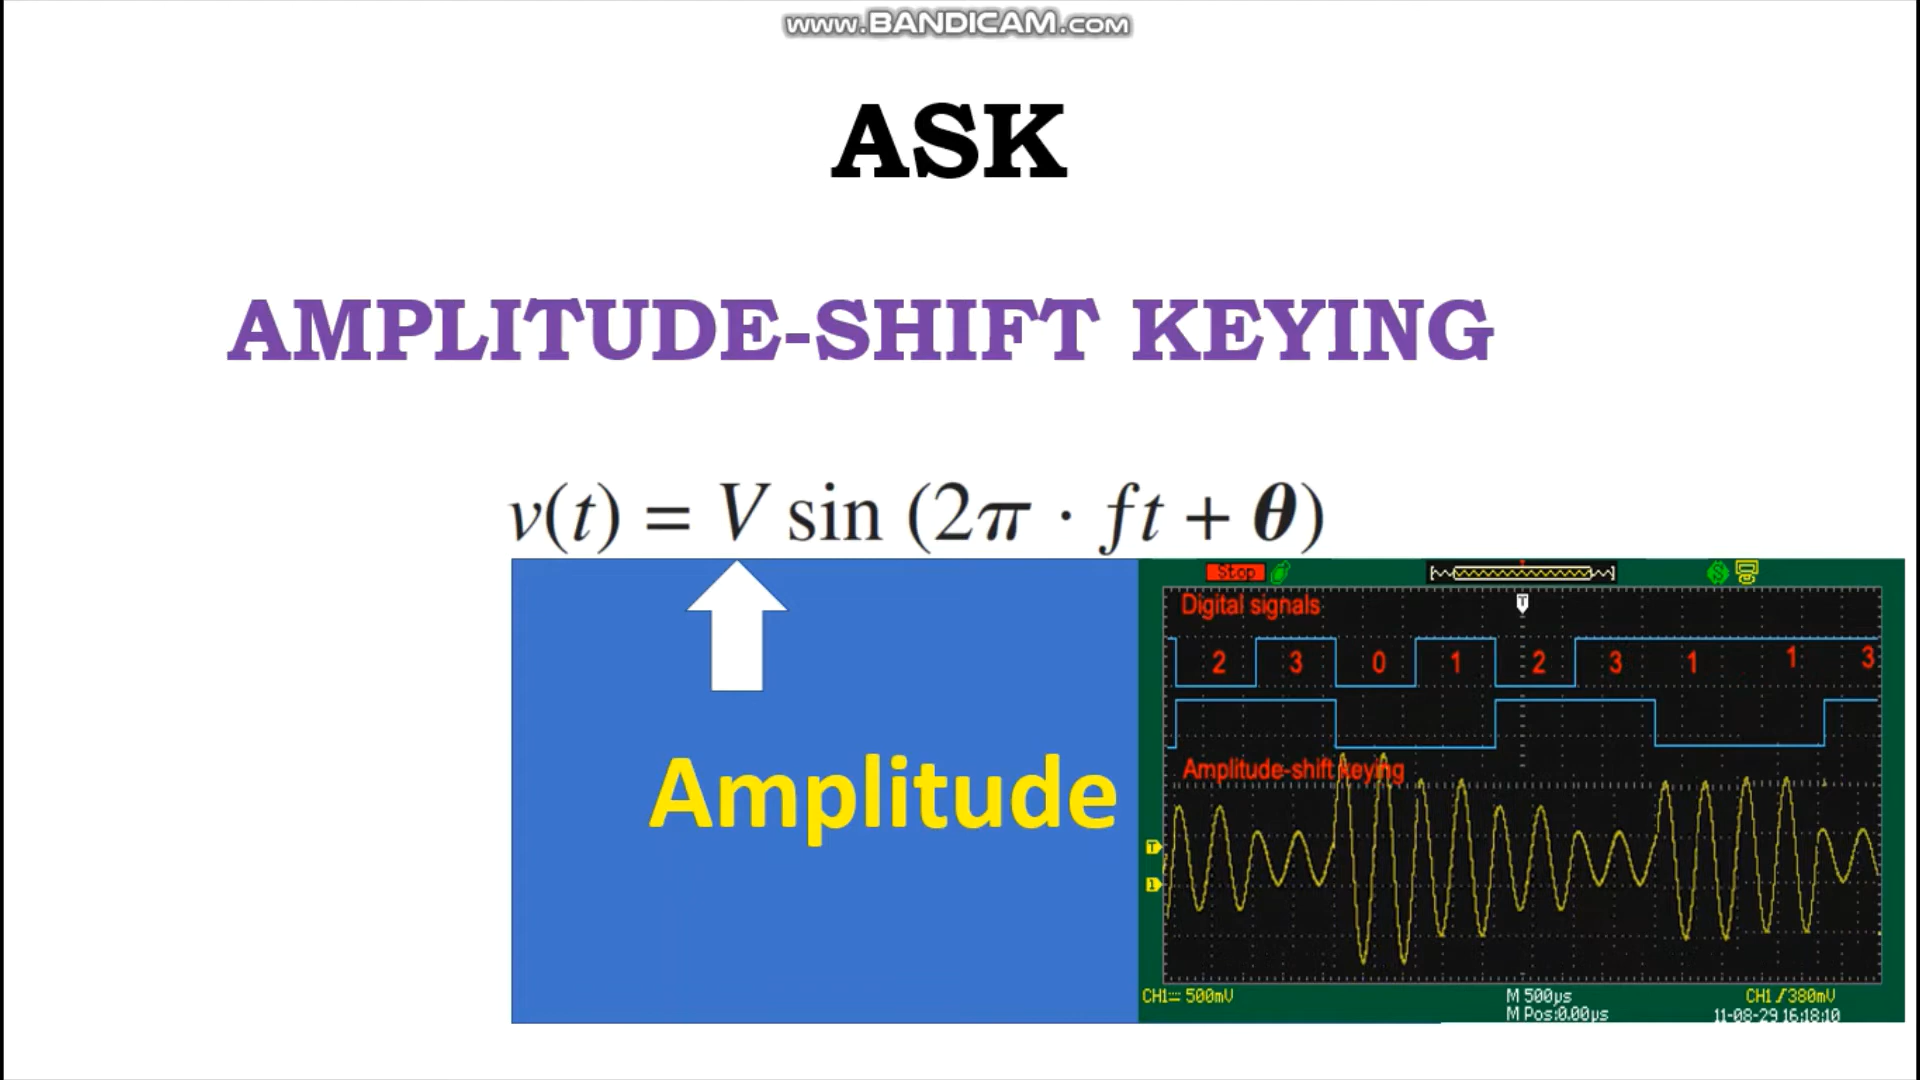 www.BANDICAM.com
ASK
AMPLITUDE-SHIFT KEYING
v(t) = V sin (2π · ft + θ)
Amplitude
Stop
T
Digital signals
2 3 0 1 2 3 1 1 3
Amplitude-shift keying
T
1
CH1 500mV
M 500µs
CH1 380mV
M Pos:0.00µs
11-08-29 16:18:10